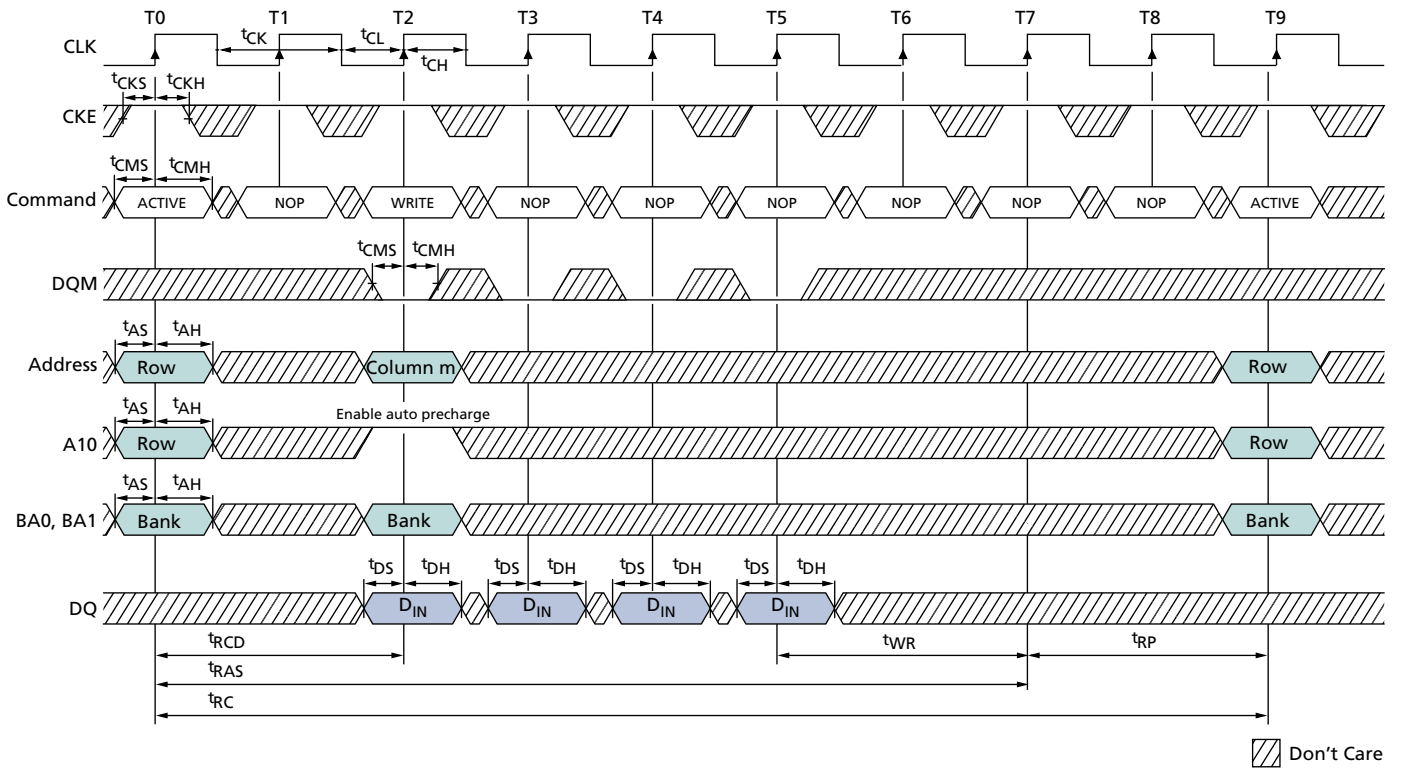 T0 T1 T2 T3 T4 T5 T6 T7 T8 T9
CLK
tCK tCL
tCH
tCKS tCKH
CKE
tCMS tCMH
Command ACTIVE NOP WRITE NOP NOP NOP NOP NOP NOP ACTIVE
tCMS tCMH
DQM
tAS tAH
Address Row Column m Row
tAS tAH Enable auto precharge
A10 Row Row
tAS tAH
BA0, BA1 Bank Bank Bank
tDS tDH tDS tDH tDS tDH tDS tDH
DQ DIN DIN DIN DIN
tRCD tWR tRP
tRAS
tRC
Don't Care